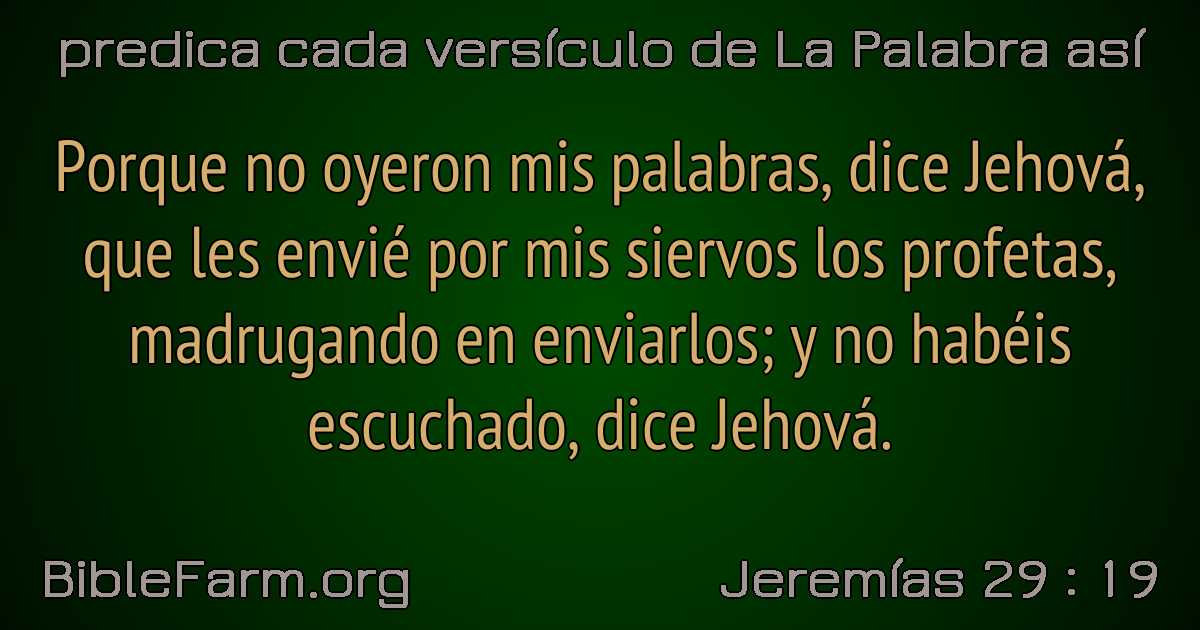 predica cada versículo de La Palabra así
Porque no oyeron mis palabras, dice Jehová,
que les envié por mis siervos los profetas,
madrugando en enviarlos; y no habéis
escuchado, dice Jehová.
BibleFarm.org
Jeremías 29 : 19